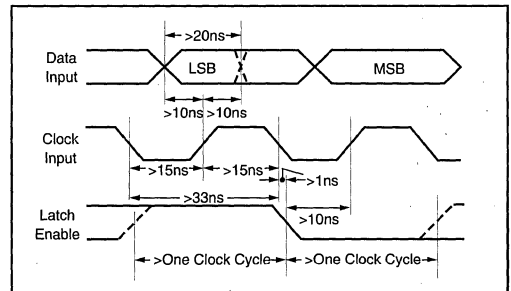 >20ns
Data
Input
LSB
MSB
>10ns >10ns
Clock
Input
>15ns >15ns
>1ns
>33ns
>10ns
Latch
Enable
>One Clock Cycle >One Clock Cycle